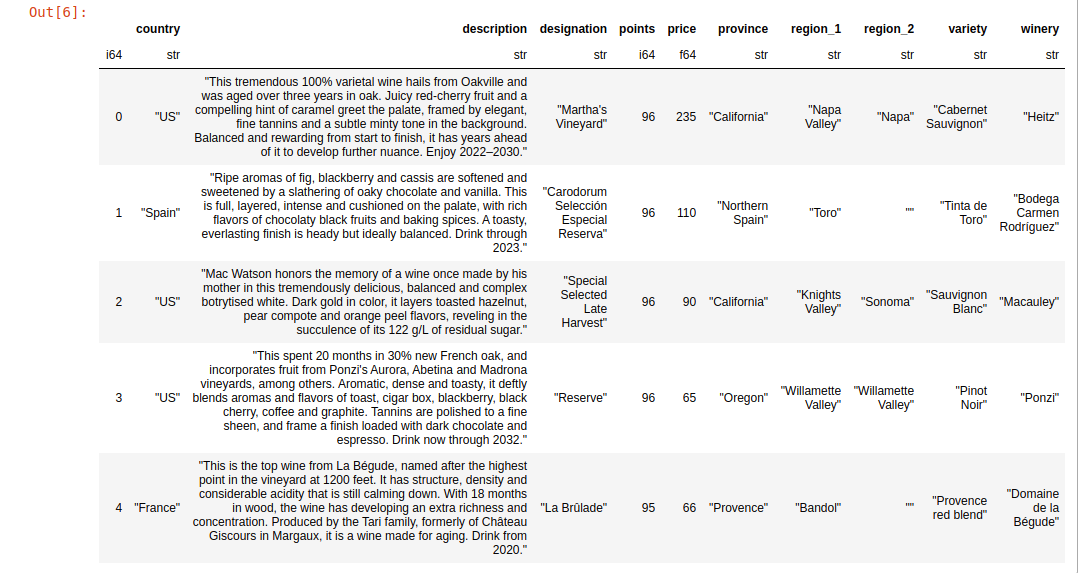 Out[6]:
country description designation points price province region_1 region_2 variety winery
i64 str str str i64 f64 str str str str str
0 "US" "This tremendous 100% varietal wine hails from Oakville and
was aged over three years in oak. Juicy red-cherry fruit and a
compelling hint of caramel greet the palate, framed by elegant,
fine tannins and a subtle minty tone in the background.
Balanced and rewarding from start to finish, it has years ahead
of it to develop further nuance. Enjoy 2022–2030."
"Martha's
Vineyard"
96 235 "California"
"Napa
Valley"
"Napa"
"Cabernet
Sauvignon"
"Heitz"
1 "Spain"
"Ripe aromas of fig, blackberry and cassis are softened and
sweetened by a slathering of oaky chocolate and vanilla. This
is full, layered, intense and cushioned on the palate, with rich
flavors of chocolaty black fruits and baking spices. A toasty,
everlasting finish is heady but ideally balanced. Drink through
2023."
"Carodorum
Selección
Especial
Reserva"
96 110
"Northern
Spain"
"Toro"
""
"Tinta de
Toro"
"Bodega
Carmen
Rodríguez"
2 "US"
"Mac Watson honors the memory of a wine once made by his
mother in this tremendously delicious, balanced and complex
botrytised white. Dark gold in color, it layers toasted hazelnut,
pear compote and orange peel flavors, reveling in the
succulence of its 122 g/L of residual sugar."
"Special
Selected
Late
Harvest"
96 90 "California"
"Knights
Valley"
"Sonoma"
"Sauvignon
Blanc"
"Macauley"
3 "US"
"This spent 20 months in 30% new French oak, and
incorporates fruit from Ponzi's Aurora, Abetina and Madrona
vineyards, among others. Aromatic, dense and toasty, it deftly
blends aromas and flavors of toast, cigar box, blackberry, black
cherry, coffee and graphite. Tannins are polished to a fine
sheen, and frame a finish loaded with dark chocolate and
espresso. Drink now through 2032."
"Reserve"
96 65 "Oregon"
"Willamette
Valley"
"Willamette
Valley"
"Pinot
Noir"
"Ponzi"
4 "France"
"This is the top wine from La Bégude, named after the highest
point in the vineyard at 1200 feet. It has structure, density and
considerable acidity that is still calming down. With 18 months
in wood, the wine has developing an extra richness and
concentration. Produced by the Tari family, formerly of Château
Giscours in Margaux, it is a wine made for aging. Drink from
2020."
"La Brûlade"
95 66 "Provence"
"Bandol"
""
"Provence
red blend"
"Domaine
de la
Bégude"